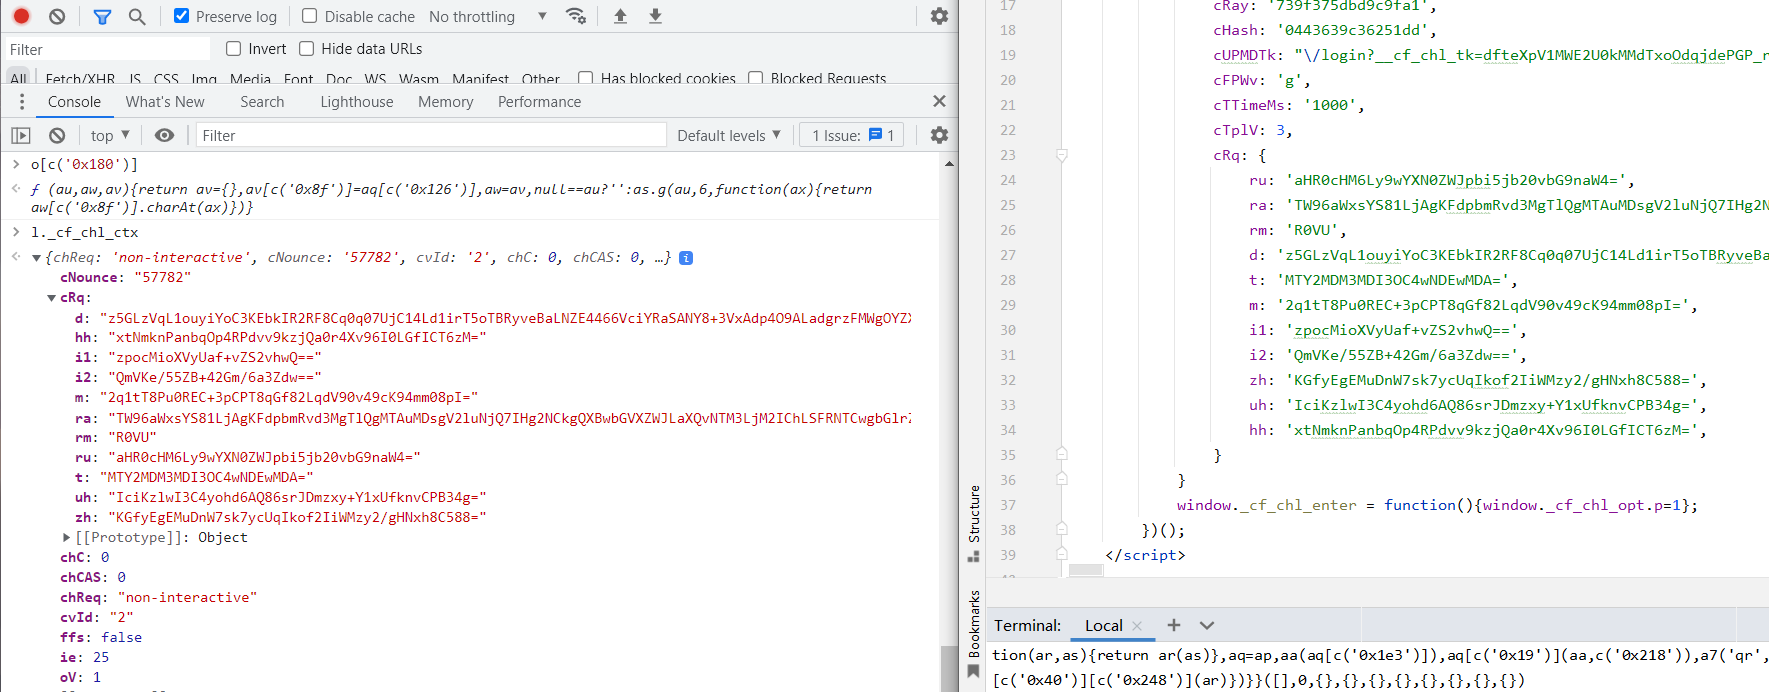 Preserve log
Disable cache
No throttling
Filter
Invert
Hide data URLs
All Fetch/XHR JS CSS Img Media Font Doc WS Wasm Manifest Other
Has blocked cookies
Blocked Requests
Console What's New Search Lighthouse Memory Performance
top
Filter
Default levels
1 Issue: 1
o[c('0x180')]
ƒ (au,aw,av){return av={},av[c('0x8f')]=aq[c('0x126')],aw=av,null==au?'':as.g(au,6,function(ax){return
aw[c('0x8f')].charAt(ax)})}
l._cf_chl_ctx
{chReq: 'non-interactive', cNounce: '57782', cvId: '2', chC: 0, chCAS: 0, …}
cNounce: "57782"
cRq:
d: "z5GLzVqL1ouyiYoC3KEbkIR2RF8Cq0q07UjC14Ld1irT5oTBRyveBaLNZE4466VciYRaSANY8+3VxAdp4O9ALadgrzFMWgOYZX
hh: "xtNmknPanbqOp4RPdvv9kzjQa0r4Xv96I0LGfICT6zM="
i1: "zpocMioXVyUaf+vZS2vhwQ=="
i2: "QmVKe/55ZB+42Gm/6a3Zdw=="
m: "2q1tT8Pu0REC+3pCPT8qGf82LqdV90v49cK94mm08pI="
ra: "TW96aWxsYS81LjAgKFdpbmRvd3MgTlQgMTAuMDsgV2luNjQ7IHg2NCkgQXBwbGVXZWJLaXQvNTM3LjM2IChLSFRNTCwgbGlrZ
rm: "R0VU"
ru: "aHR0cHM6Ly9wYXN0ZWJpbi5jb20vbG9naW4="
t: "MTY2MDM3MDI3OC4wNDEwMDA="
uh: "IciKzlwI3C4yohd6AQ86srJDmzxy+Y1xUfknvCPB34g="
zh: "KGfyEgEMuDnW7sk7ycUqIkof2IiWMzy2/gHNxh8C588="
[[Prototype]]: Object
chC: 0
chCAS: 0
chReq: "non-interactive"
cvId: "2"
ffs: false
ie: 25
oV: 1
17 cRay: '739f375dbd9c9fa1',
18 cHash: '0443639c36251dd',
19 cUPMDTk: "\/login?__cf_chl_tk=dfteXpV1MWE2U0kMMdTxoOdqjdePGP_r
20 cFPWv: 'g',
21 cTTimeMs: '1000',
22 cTplV: 3,
23 cRq: {
24 ru: 'aHR0cHM6Ly9wYXN0ZWJpbi5jb20vbG9naW4=',
25 ra: 'TW96aWxsYS81LjAgKFdpbmRvd3MgTlQgMTAuMDsgV2luNjQ7IHg2N
26 rm: 'R0VU',
27 d: 'z5GLzVqL1ouyiYoC3KEbkIR2RF8Cq0q07UjC14Ld1irT5oTBRyveBa
28 t: 'MTY2MDM3MDI3OC4wNDEwMDA=',
29 m: '2q1tT8Pu0REC+3pCPT8qGf82LqdV90v49cK94mm08pI=',
30 i1: 'zpocMioXVyUaf+vZS2vhwQ==',
31 i2: 'QmVKe/55ZB+42Gm/6a3Zdw==',
32 zh: 'KGfyEgEMuDnW7sk7ycUqIkof2IiWMzy2/gHNxh8C588=',
33 uh: 'IciKzlwI3C4yohd6AQ86srJDmzxy+Y1xUfknvCPB34g=',
34 hh: 'xtNmknPanbqOp4RPdvv9kzjQa0r4Xv96I0LGfICT6zM=',
35 }
36 }
37 window._cf_chl_enter = function(){window._cf_chl_opt.p=1};
38 })();
39 </script>
Structure
Bookmarks
Terminal: Local
tion(ar,as){return ar(as)},aq=ap,aa(aq[c('0x1e3')]),aq[c('0x19')](aa,c('0x218')),a7('qr',
[c('0x40')][c('0x248')](ar)})}}([],0,{},{},{},{},{},{},{},{})